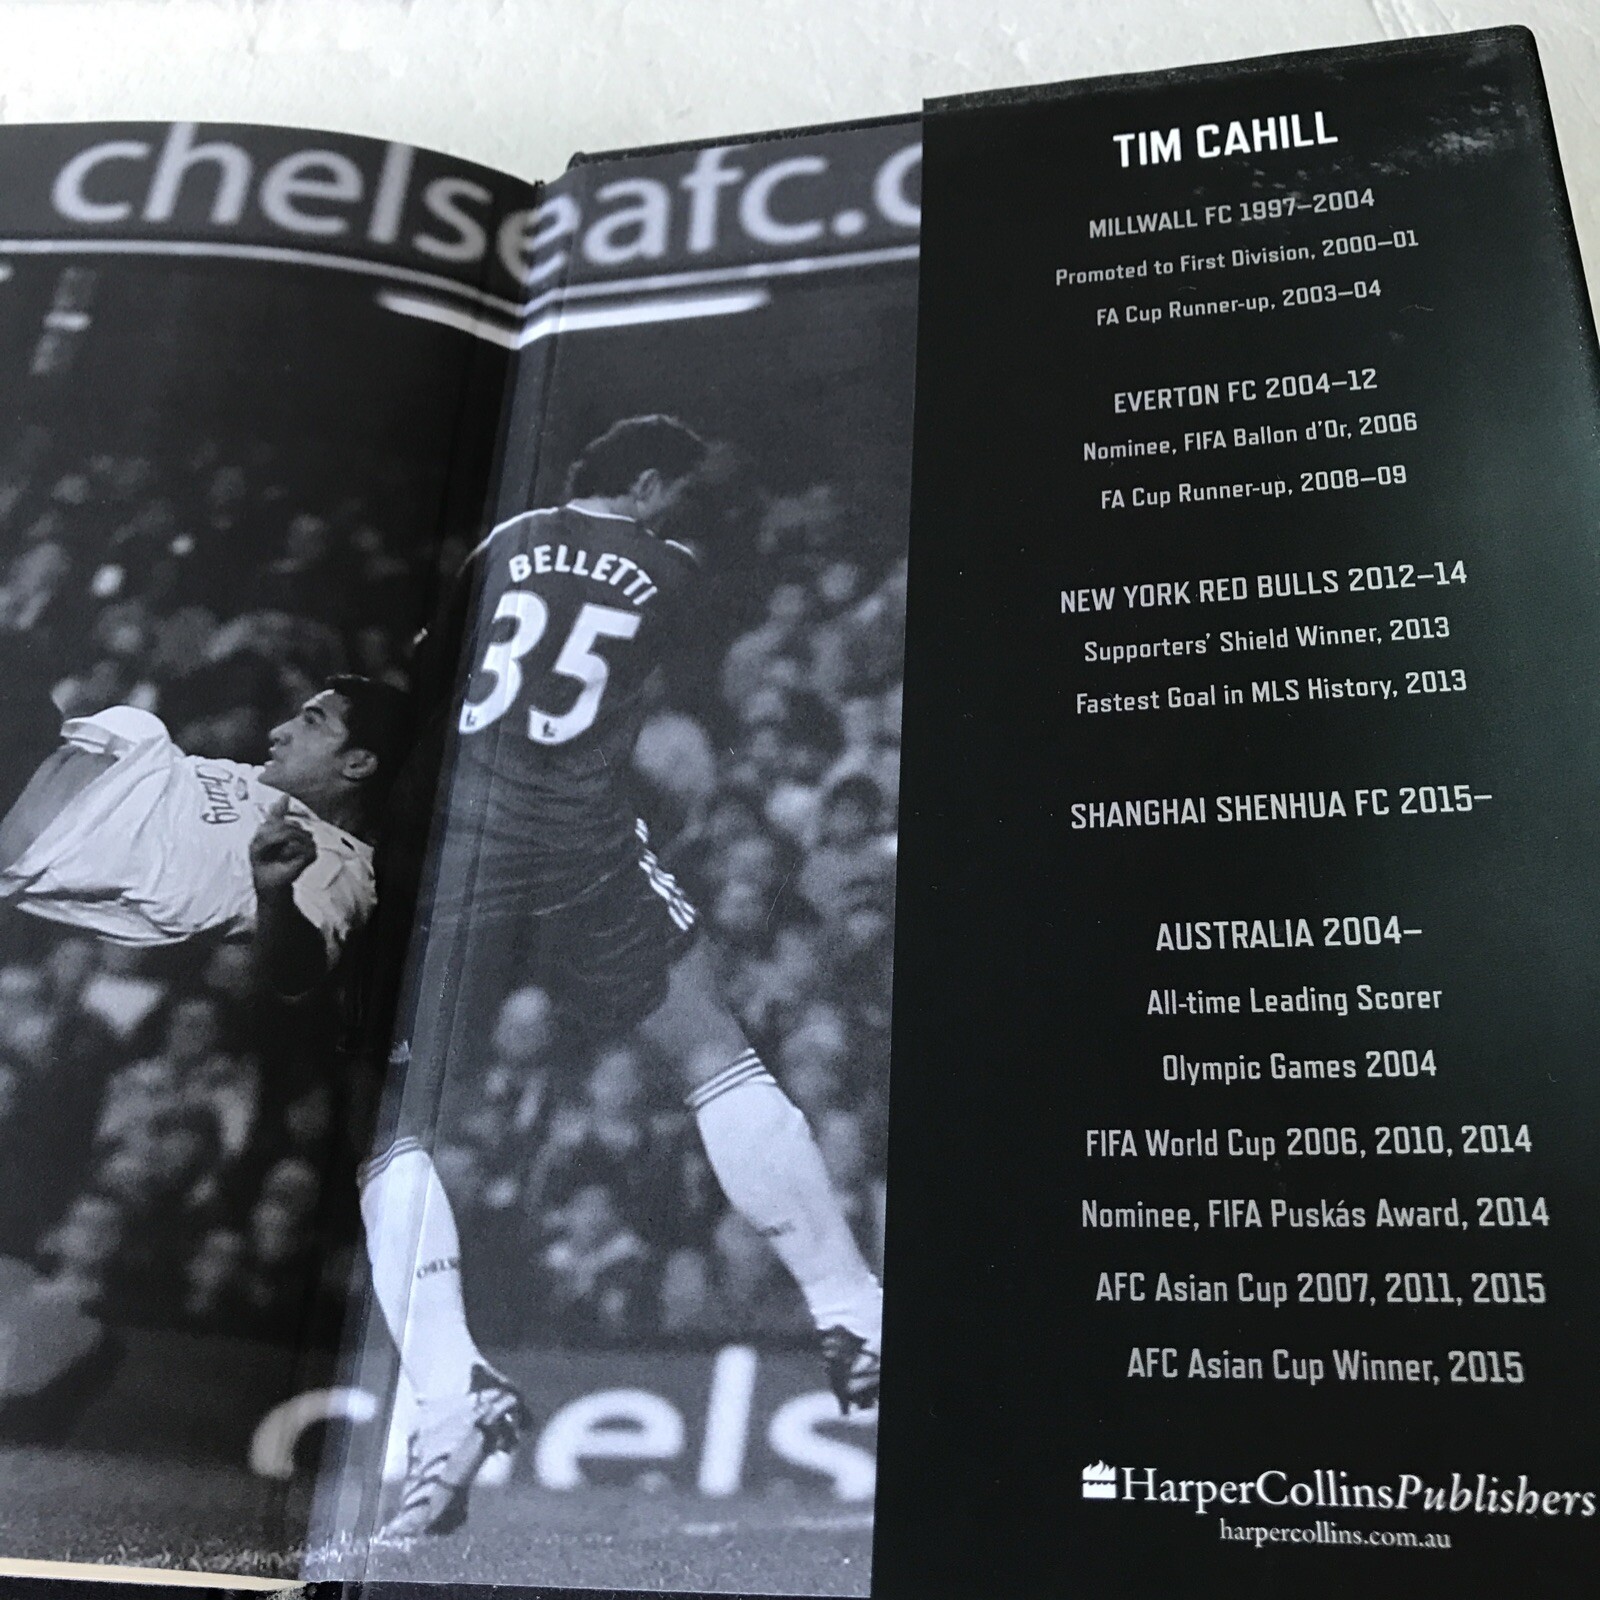 chelseafc.c
BELLETTI
35
Chang
chels
TIM CAHILL
MILLWALL FC 1997–2004
Promoted to First Division, 2000–01
FA Cup Runner-up, 2003–04
EVERTON FC 2004–12
Nominee, FIFA Ballon d'Or, 2006
FA Cup Runner-up, 2008–09
NEW YORK RED BULLS 2012–14
Supporters' Shield Winner, 2013
Fastest Goal in MLS History, 2013
SHANGHAI SHENHUA FC 2015–
AUSTRALIA 2004–
All-time Leading Scorer
Olympic Games 2004
FIFA World Cup 2006, 2010, 2014
Nominee, FIFA Puskás Award, 2014
AFC Asian Cup 2007, 2011, 2015
AFC Asian Cup Winner, 2015
HarperCollinsPublishers
harpercollins.com.au